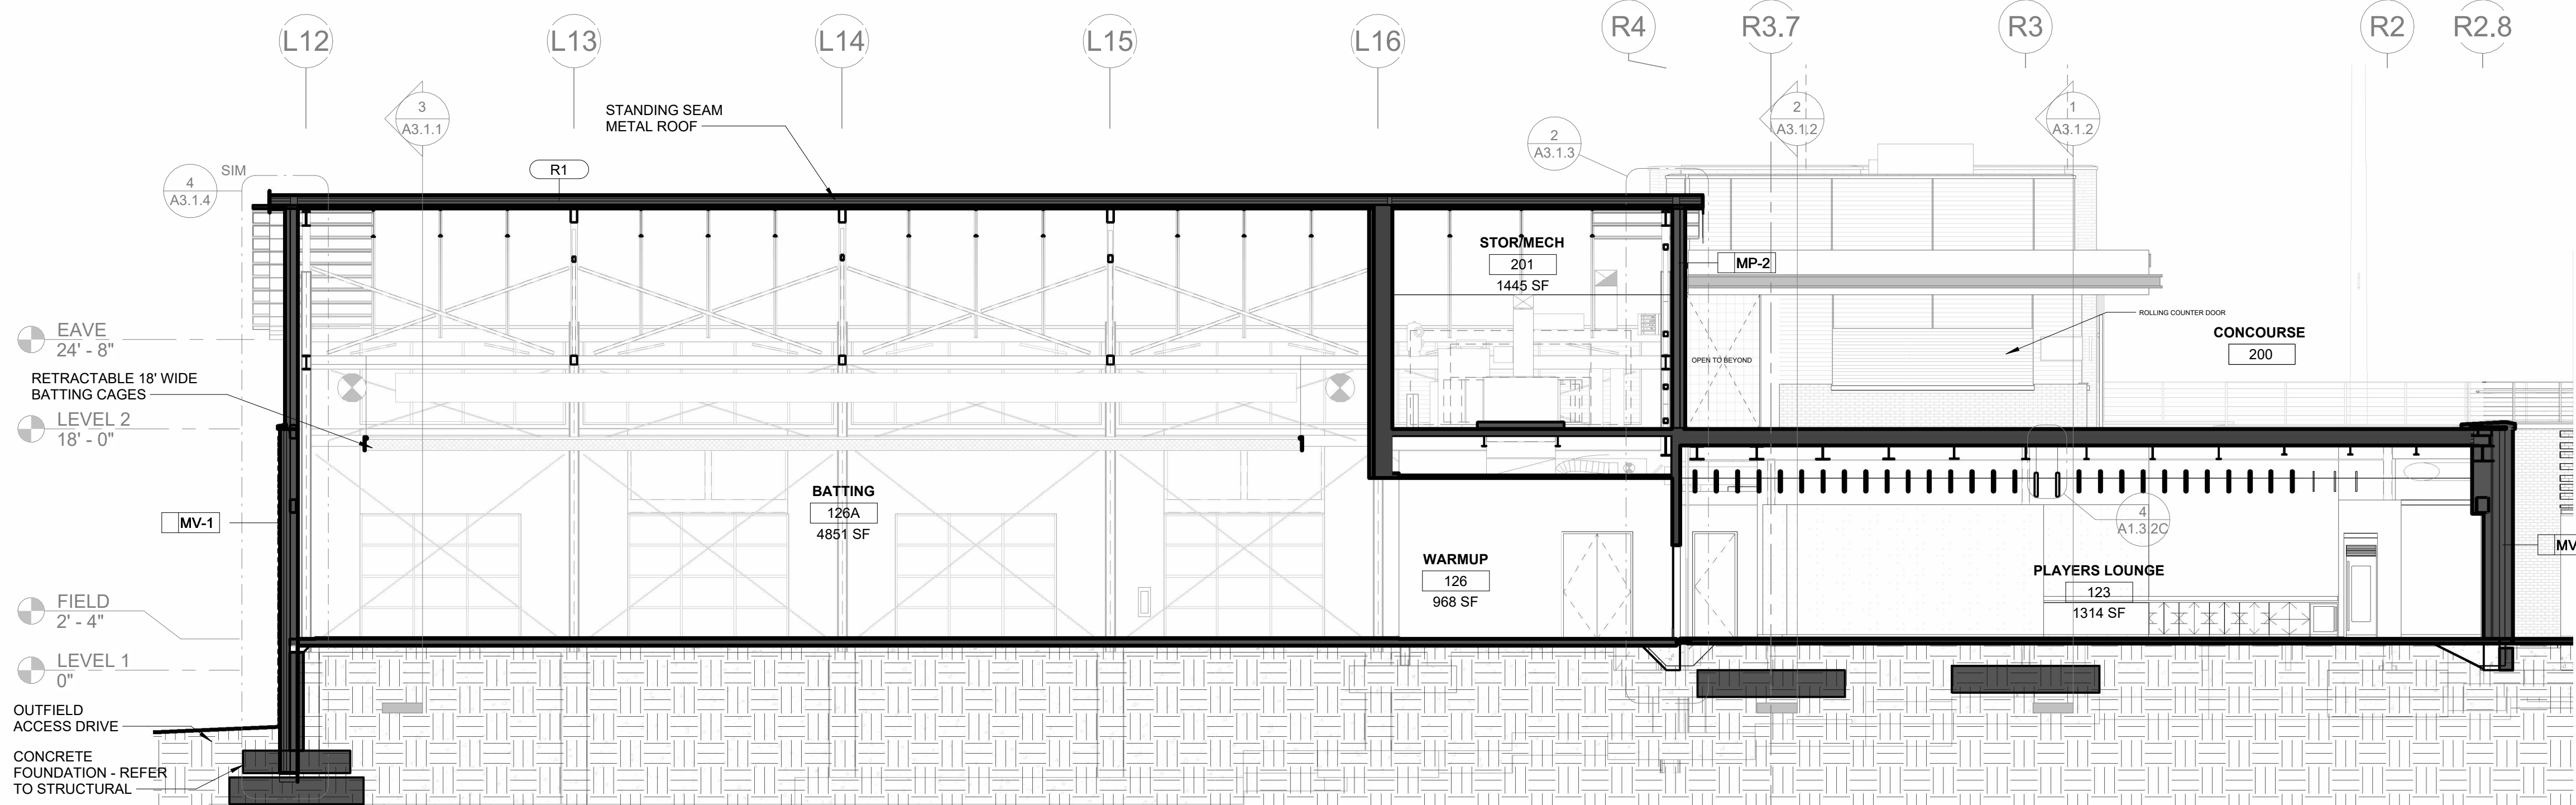 L12
L13
L14
L15
L16
R4
R3.7
R3
R2
R2.8
3
A3.1.1
STANDING SEAM
METAL ROOF
2
A3.1.2
1
A3.1.2
2
A3.1.3
R1
SIM
4
A3.1.4
STOR/MECH
201
1445 SF
MP-2
ROLLING COUNTER DOOR
CONCOURSE
200
OPEN TO BEYOND
EAVE
24' - 8"
RETRACTABLE 18' WIDE
BATTING CAGES
LEVEL 2
18' - 0"
BATTING
126A
4851 SF
MV-1
4
A1.3.2C
MV
WARMUP
126
968 SF
PLAYERS LOUNGE
123
1314 SF
FIELD
2' - 4"
LEVEL 1
0"
OUTFIELD
ACCESS DRIVE
CONCRETE
FOUNDATION - REFER
TO STRUCTURAL